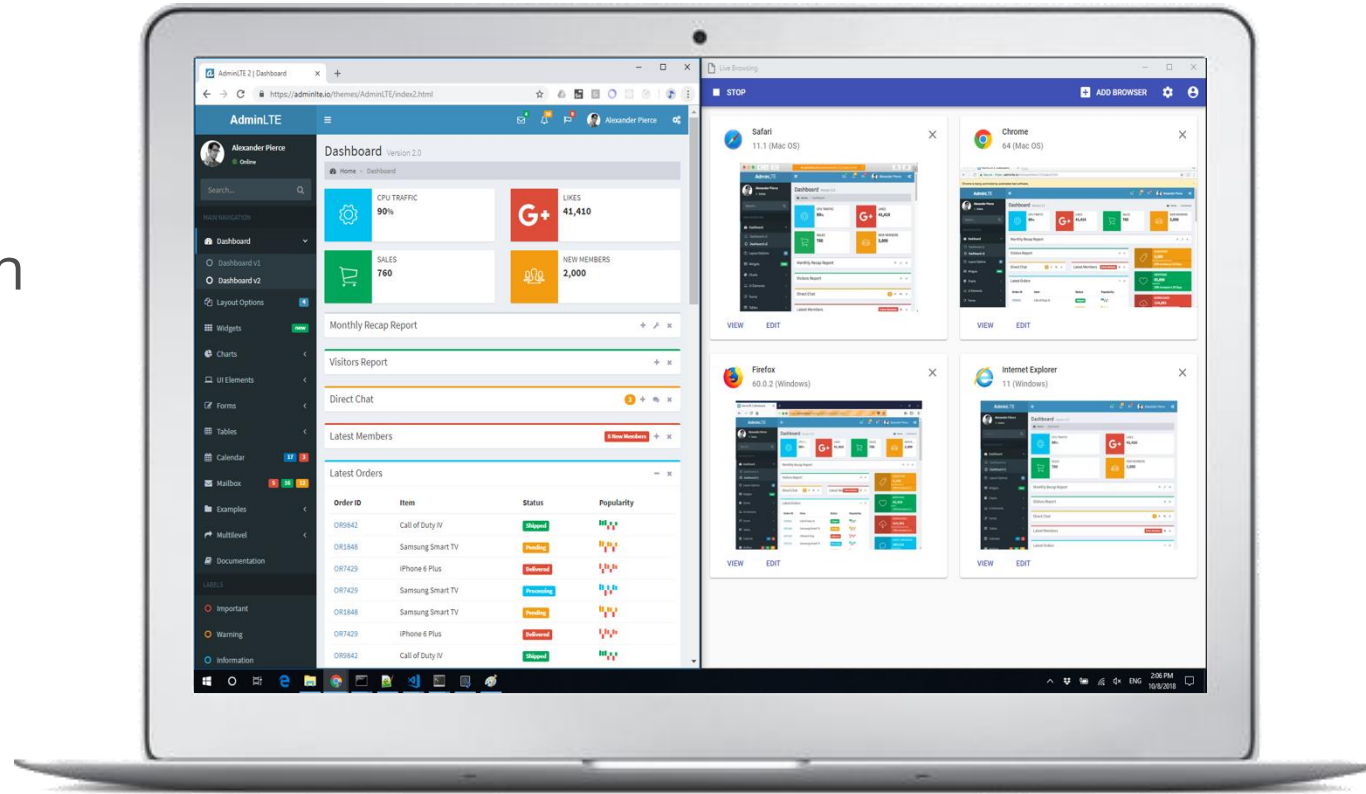 n
AdminLTE 2 | Dashboard
https://adminlte.io/themes/AdminLTE/index2.html
AdminLTE
Alexander Pierce
Alexander Pierce
Online
Search...
MAIN NAVIGATION
Dashboard
Dashboard v1
Dashboard v2
Layout Options 4
Widgets new
Charts
UI Elements
Forms
Tables
Calendar 17 3
Mailbox 5 16 12
Examples
Multilevel
Documentation
LABELS
Important
Warning
Information
Dashboard Version 2.0
Home > Dashboard
CPU TRAFFIC
90%
G+
LIKES
41,410
SALES
760
NEW MEMBERS
2,000
Monthly Recap Report
Visitors Report
Direct Chat 3
Latest Members 8 New Members
Latest Orders
Order ID Item Status Popularity
OR9842 Call of Duty IV Shipped
OR1848 Samsung Smart TV Pending
OR7429 iPhone 6 Plus Delivered
OR7429 Samsung Smart TV Processing
OR1848 Samsung Smart TV Pending
OR7429 iPhone 6 Plus Delivered
OR9842 Call of Duty IV Shipped
Live Browsing
STOP
ADD BROWSER
Safari
11.1 (Mac OS)
VIEW EDIT
Chrome
64 (Mac OS)
VIEW EDIT
Firefox
60.0.2 (Windows)
VIEW EDIT
Internet Explorer
11 (Windows)
VIEW EDIT
ENG
2:06 PM
10/8/2018